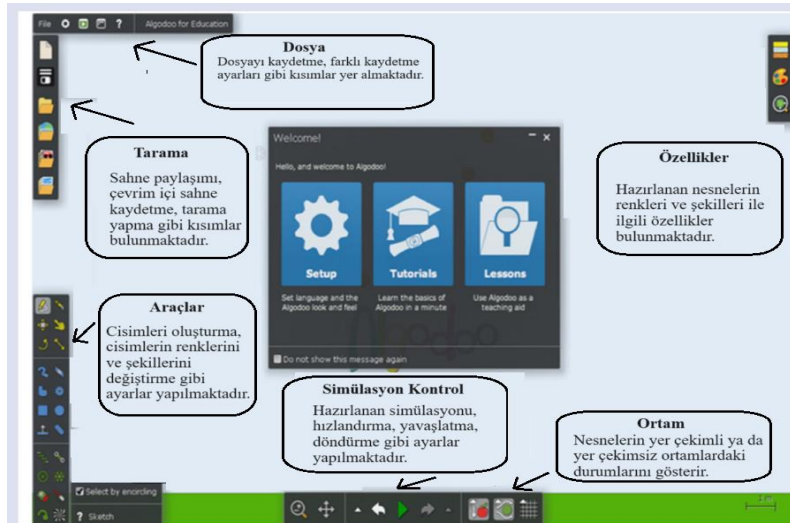 File ? Algodoo for Education
Dosya
Dosyayı kaydetme, farklı kaydetme
ayarları gibi kısımlar yer almaktadır.
Tarama
Sahne paylaşımı,
çevrim içi sahne
kaydetme, tarama
yapma gibi kısımlar
bulunmaktadır.
Welcome!
Hello, and welcome to Algodoo!
Setup
Set language and the
Algodoo look and feel
Tutorials
Learn the basics of
Algodoo in a minute
Lessons
Use Algodoo as a
teaching aid
Do not show this message again
Özellikler
Hazırlanan nesnelerin
renkleri ve şekilleri ile
ilgili özellikler
bulunmaktadır.
Araçlar
Cisimleri oluşturma,
cisimlerin renklerini
ve şekillerini
değiştirme gibi
ayarlar yapılmaktadır.
Simülasyon Kontrol
Hazırlanan simülasyonu,
hızlandırma, yavaşlatma,
döndürme gibi ayarlar
yapılmaktadır.
Ortam
Nesnelerin yer çekimli ya da
yer çekimsiz ortamlardaki
durumlarını gösterir.
Select by encircling
? Sketch